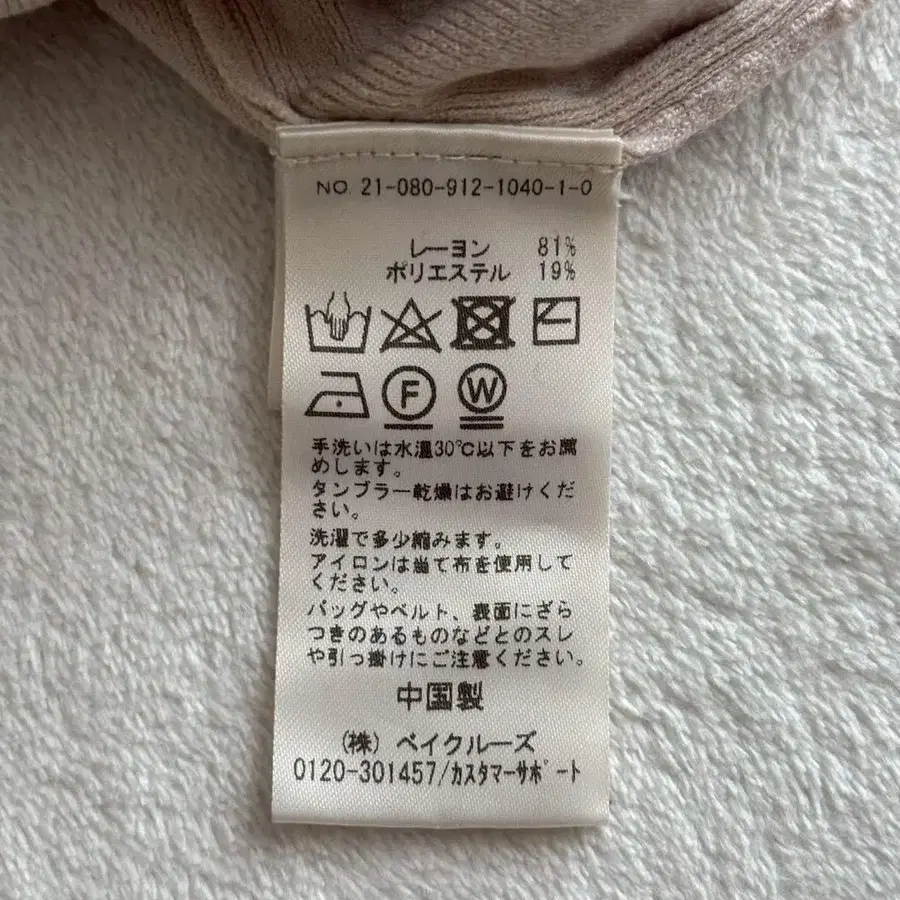 NO. 21-080-912-1040-1-0
レーヨン 81%
ポリエステル 19%
F W
手洗いは水温30℃以下をお薦
めします。
タンブラー乾燥はお避けくだ
さい。
洗濯で多少縮みます。
アイロンは当て布を使用して
ください。
バッグやベルト、表面にざら
つきのあるものなどとのスレ
や引っ掛けにご注意ください。
中国製
(株) ベイクルーズ
0120-301457/カスタマーサポート